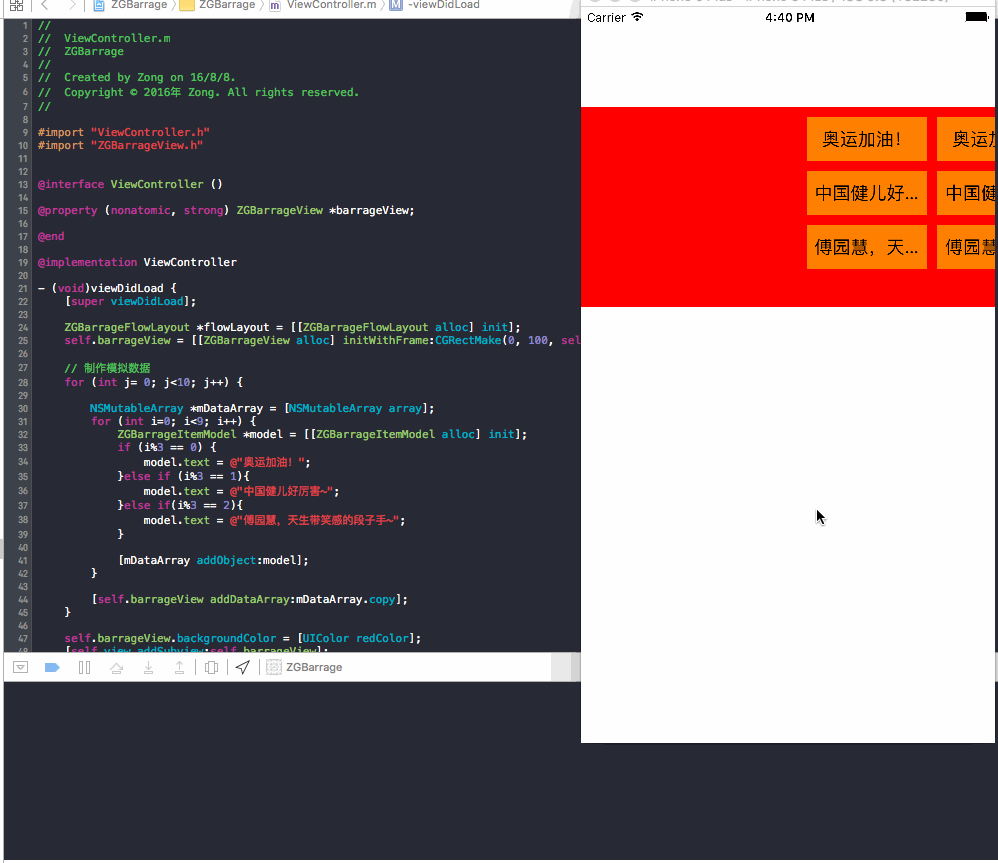 ZGBarrage ZGBarrage ViewController.m -viewDidLoad
1 //
2 //  ViewController.m
3 //  ZGBarrage
4 //
5 //  Created by Zong on 16/8/8.
6 //  Copyright © 2016年 Zong. All rights reserved.
7 //
8
9 #import "ViewController.h"
10 #import "ZGBarrageView.h"
11
12
13 @interface ViewController ()
14
15 @property (nonatomic, strong) ZGBarrageView *barrageView;
16
17 @end
18
19 @implementation ViewController
20
21 - (void)viewDidLoad {
22     [super viewDidLoad];
23
24     ZGBarrageFlowLayout *flowLayout = [[ZGBarrageFlowLayout alloc] init];
25     self.barrageView = [[ZGBarrageView alloc] initWithFrame:CGRectMake(0, 100, sel
26
27     // 制作模拟数据
28     for (int j= 0; j<10; j++) {
29
30         NSMutableArray *mDataArray = [NSMutableArray array];
31         for (int i=0; i<9; i++) {
32             ZGBarrageItemModel *model = [[ZGBarrageItemModel alloc] init];
33             if (i%3 == 0) {
34                 model.text = @"奥运加油！";
35             }else if (i%3 == 1){
36                 model.text = @"中国健儿好厉害~";
37             }else if(i%3 == 2){
38                 model.text = @"傅园慧，天生带笑感的段子手~";
39             }
40
41             [mDataArray addObject:model];
42         }
43
44         [self.barrageView addDataArray:mDataArray.copy];
45     }
46
47     self.barrageView.backgroundColor = [UIColor redColor];
48     [self.view addSubview:self.barrageView];
ZGBarrage
Carrier 4:40 PM
奥运加油！ 奥运加
中国健儿好... 中国健
傅园慧，天... 傅园慧